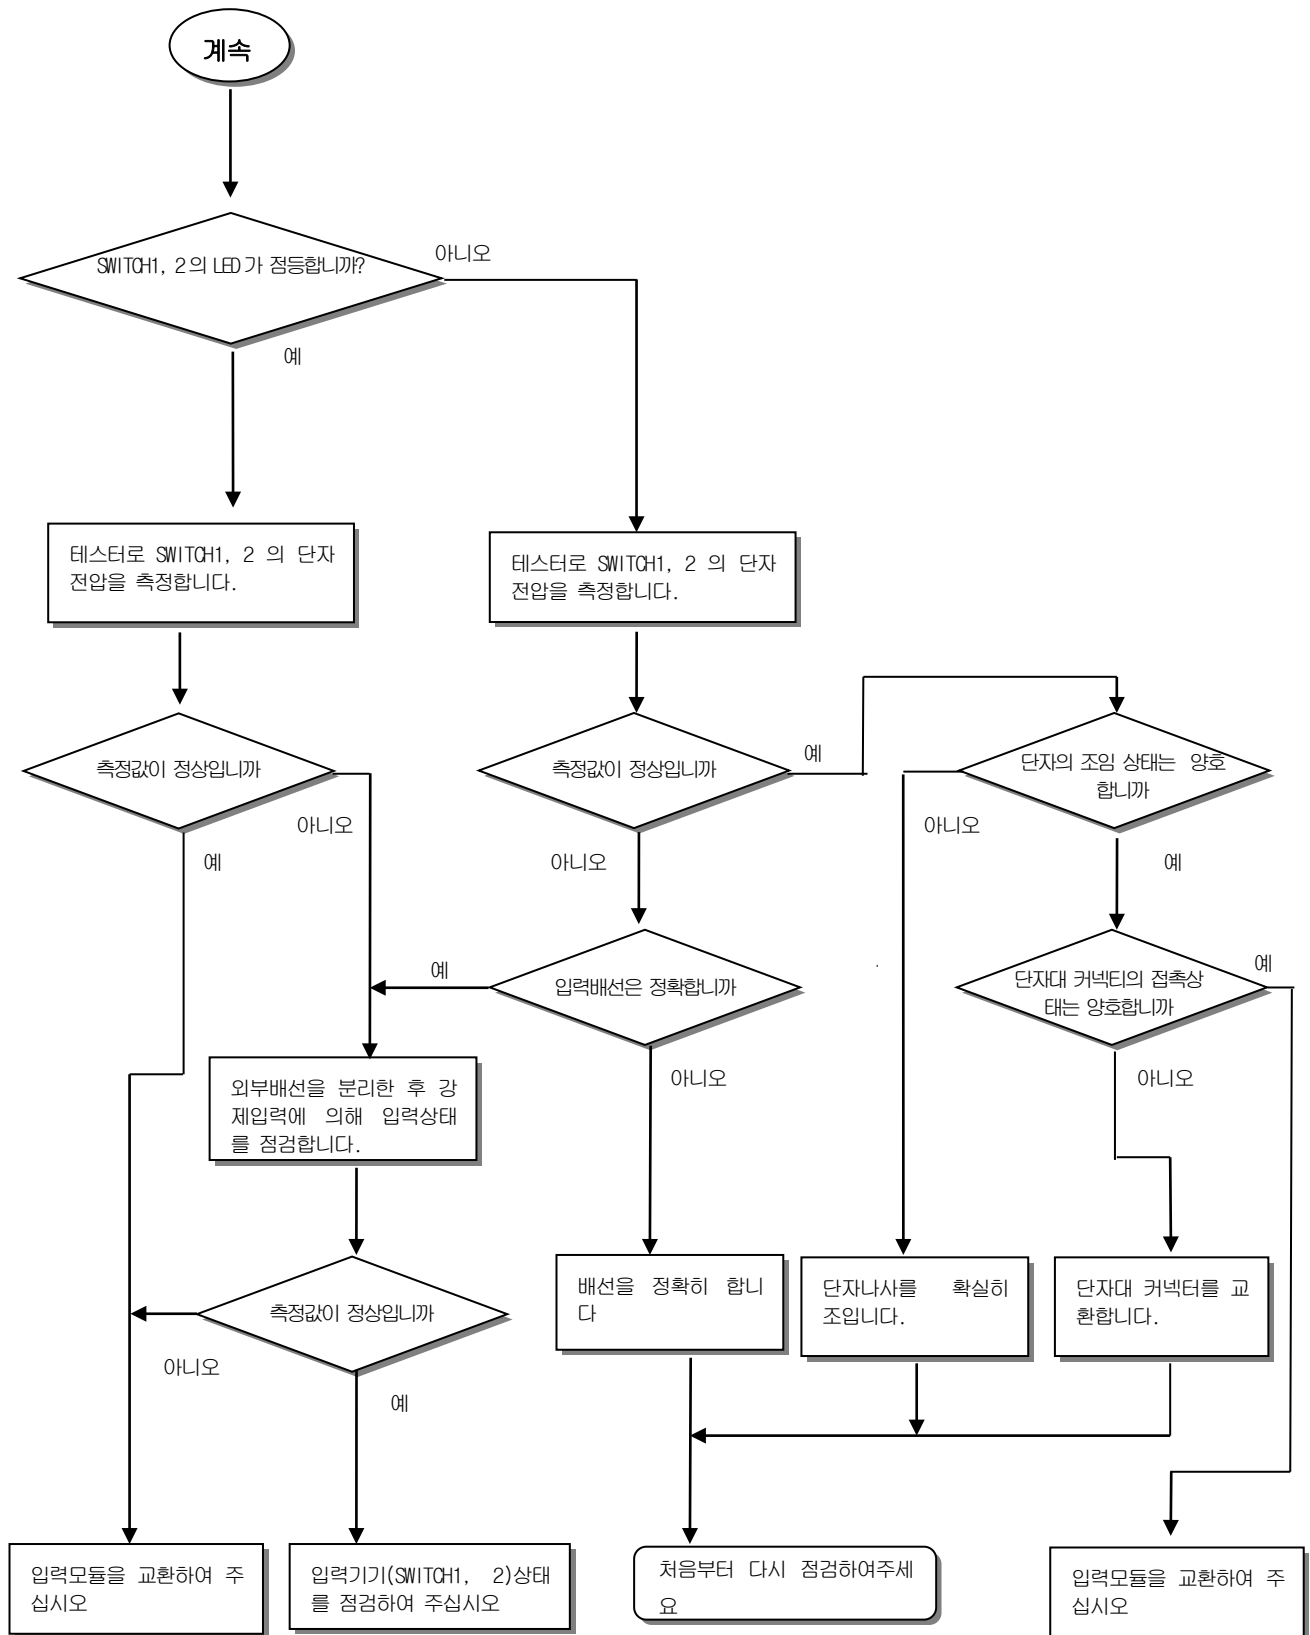 계속
SWITCH1, 2 의 LED 가 점등합니까?
아니오
예
테스터로 SWITCH1, 2 의 단자
전압을 측정합니다.
테스터로 SWITCH1, 2 의 단자
전압을 측정합니다.
측정값이 정상입니까
아니오
예
측정값이 정상입니까
예
아니오
단자의 조임 상태는 양호
합니까
아니오
예
입력배선은 정확합니까
예
아니오
단자대 커넥티의 접촉상
태는 양호합니까
예
아니오
외부배선을 분리한 후 강
제입력에 의해 입력상태
를 점검합니다.
측정값이 정상입니까
아니오
예
배선을 정확히 합니
다
단자나사를 확실히
조입니다.
단자대 커넥터를 교
환합니다.
입력모듈을 교환하여 주
십시오
입력기기(SWITCH1, 2)상태
를 점검하여 주십시오
처음부터 다시 점검하여주세
요
입력모듈을 교환하여 주
십시오